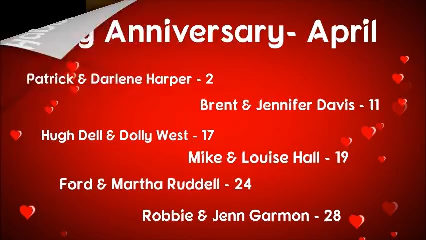 Anniversary- April
Patrick & Darlene Harper - 2
Brent & Jennifer Davis - 11
Hugh Dell & Dolly West - 17
Mike & Louise Hall - 19
Ford & Martha Ruddell - 24
Robbie & Jenn Garmon - 28